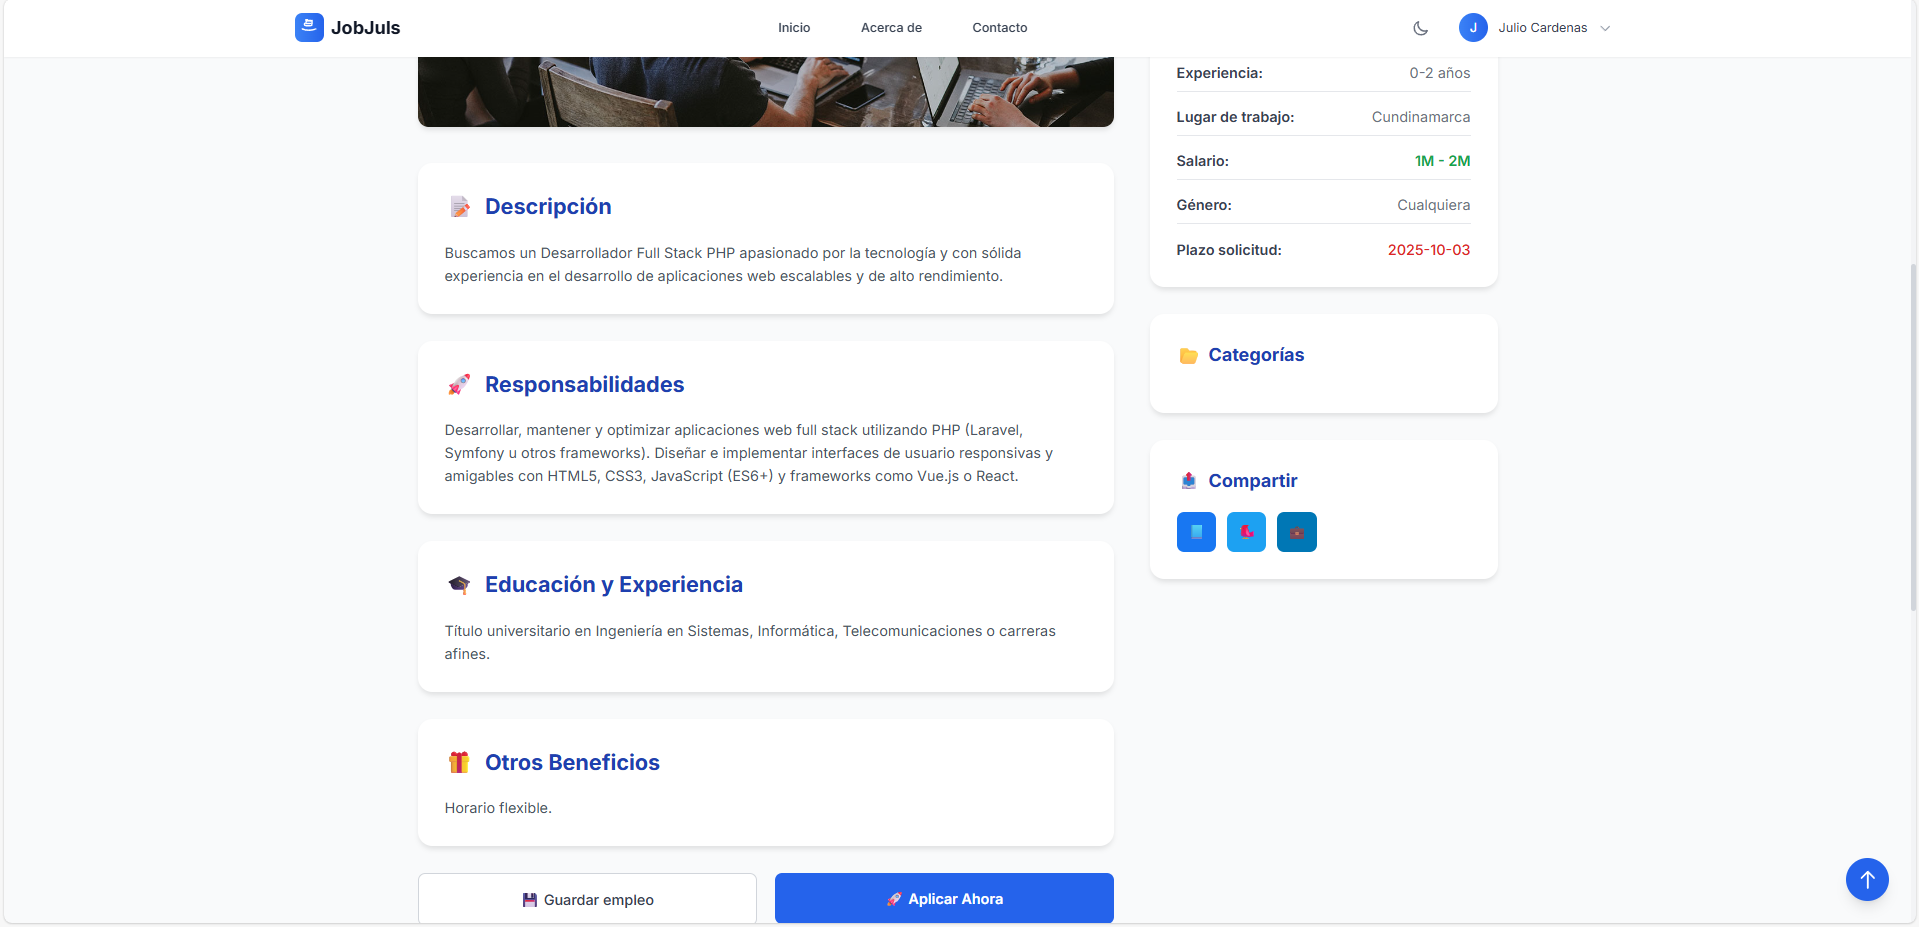 JobJuls
Inicio
Acerca de
Contacto
J
Julio Cardenas
Descripción
Buscamos un Desarrollador Full Stack PHP apasionado por la tecnología y con sólida
experiencia en el desarrollo de aplicaciones web escalables y de alto rendimiento.
Responsabilidades
Desarrollar, mantener y optimizar aplicaciones web full stack utilizando PHP (Laravel,
Symfony u otros frameworks). Diseñar e implementar interfaces de usuario responsivas y
amigables con HTML5, CSS3, JavaScript (ES6+) y frameworks como Vue.js o React.
Educación y Experiencia
Título universitario en Ingeniería en Sistemas, Informática, Telecomunicaciones o carreras
afines.
Otros Beneficios
Horario flexible.
Guardar empleo
Aplicar Ahora
Experiencia: 0-2 años
Lugar de trabajo: Cundinamarca
Salario: 1M - 2M
Género: Cualquiera
Plazo solicitud: 2025-10-03
Categorías
Compartir